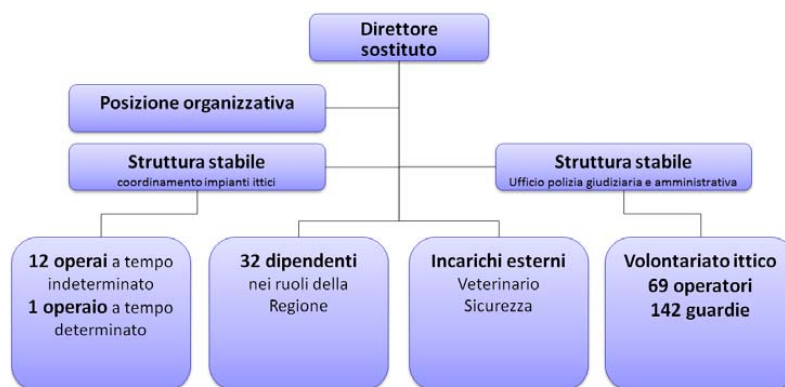 Direttore
sostituto
Posizione organizzativa
Struttura stabile
coordinamento impianti ittici
Struttura stabile
Ufficio polizia giudiziaria e amministrativa
12 operai a tempo
indeterminato
1 operaio a tempo
determinato
32 dipendenti
nei ruoli della
Regione
Incarichi esterni
Veterinario
Sicurezza
Volontariato ittico
69 operatori
142 guardie